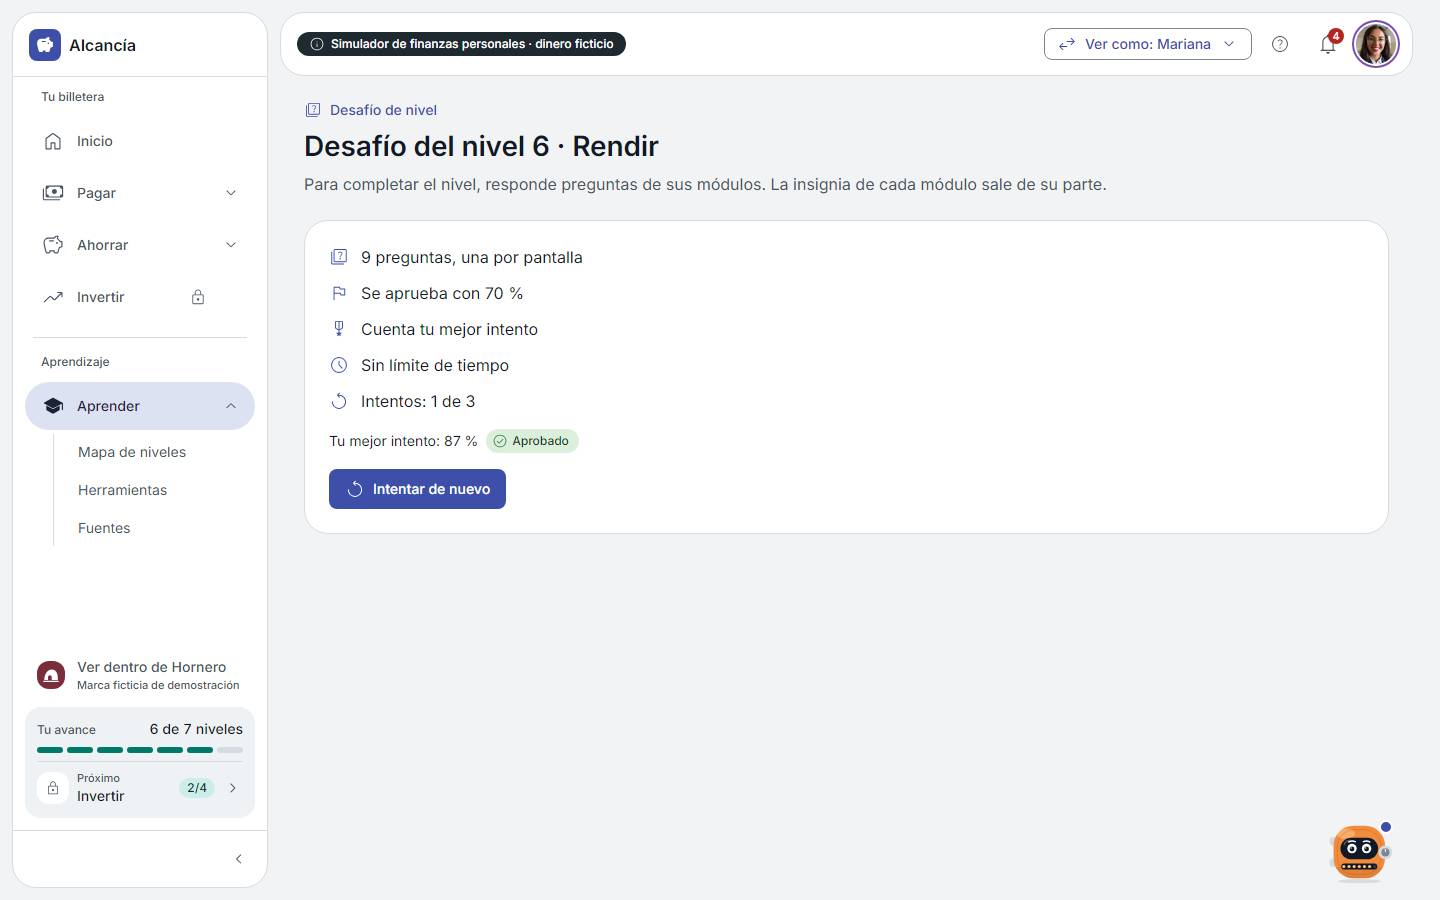 Alcancía
Tu billetera
Inicio
Pagar
Ahorrar
Invertir
Aprendizaje
Aprender
Mapa de niveles
Herramientas
Fuentes
Ver dentro de Hornero
Marca ficticia de demostración
Tu avance
6 de 7 niveles
Próximo
Invertir
2/4
Simulador de finanzas personales · dinero ficticio
Ver como: Mariana
4
Desafío de nivel
Desafío del nivel 6 · Rendir
Para completar el nivel, responde preguntas de sus módulos. La insignia de cada módulo sale de su parte.
9 preguntas, una por pantalla
Se aprueba con 70 %
Cuenta tu mejor intento
Sin límite de tiempo
Intentos: 1 de 3
Tu mejor intento: 87 %
Aprobado
Intentar de nuevo